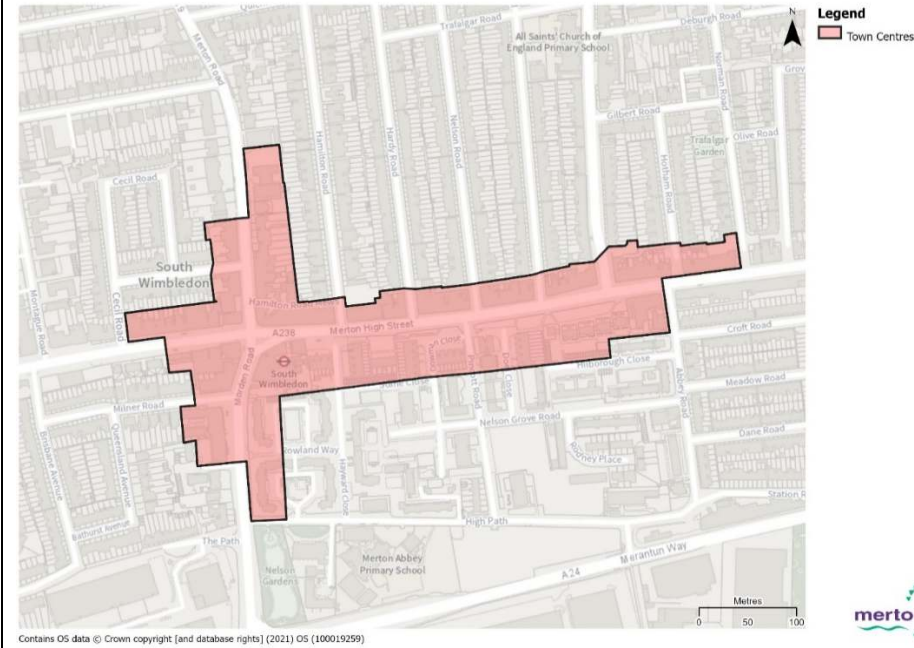 Legend
Town Centres
N
Trafalgar Road
Deburgh Road
Merton Road
All Saints' Church of
England Primary School
Norman Road
Hamilton Road
Hardy Road
Nelson Road
Gilbert Road
Trafalgar
Garden
Olive Road
Hotham Road
Cecil Road
South
Wimbledon
Cecil Road
Montague Road
A238
Merton High Street
South
Wimbledon
Morden Road
Croft Road
Meadow Road
Abbey Road
Milner Road
Nelson Grove Road
Dane Road
Rodney Place
Rowland Way
Hayward Close
Brisbane Avenue
Queensland Avenue
Bathurst Avenue
High Path
The Path
Nelson
Gardens
Merton Abbey
Primary School
A24
Merantun Way
Metres
0 50 100
Contains OS data © Crown copyright [and database rights] (2021) OS (100019259)